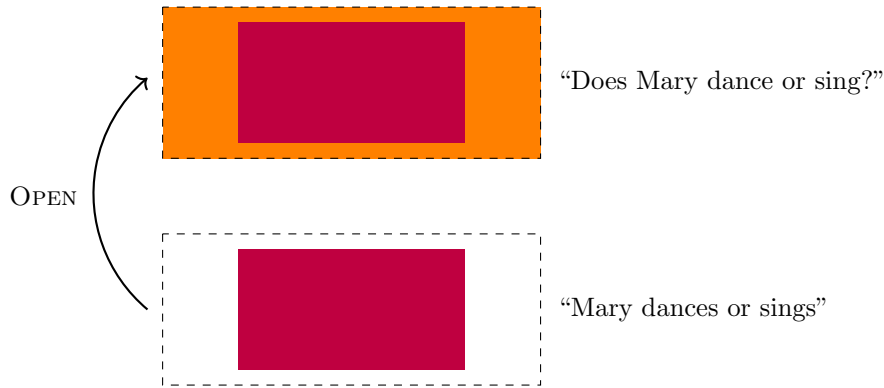 “Does Mary dance or sing?”
OPEN
“Mary dances or sings”